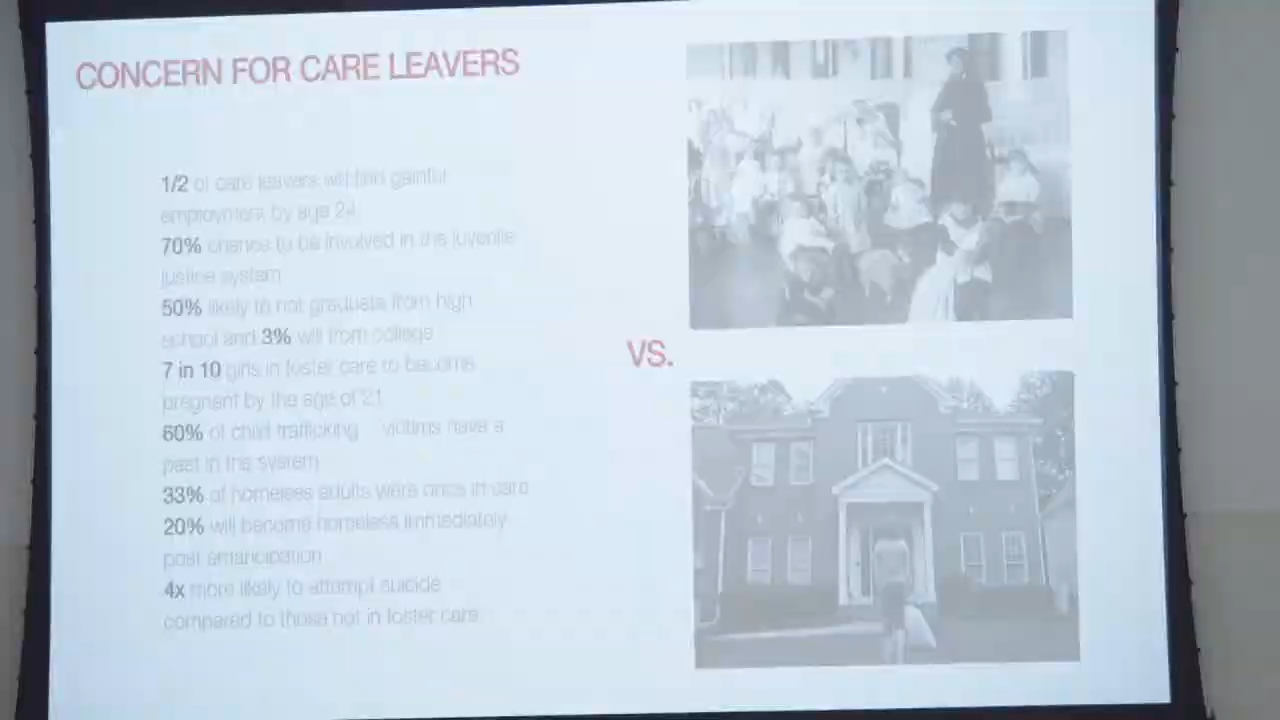 CONCERN FOR CARE LEAVERS
1/2 of care leavers will find gainful
employment by age 24
70% chance to be involved in the juvenile
justice system
50% likely to not graduate from high
school and 3% will from college
7 in 10 girls in foster care to become
pregnant by the age of 21
60% of child trafficking victims have a
past in the system
33% of homeless adults were once in care
20% will become homeless immediately
post emancipation
4x more likely to attempt suicide
compared to those not in foster care
VS.